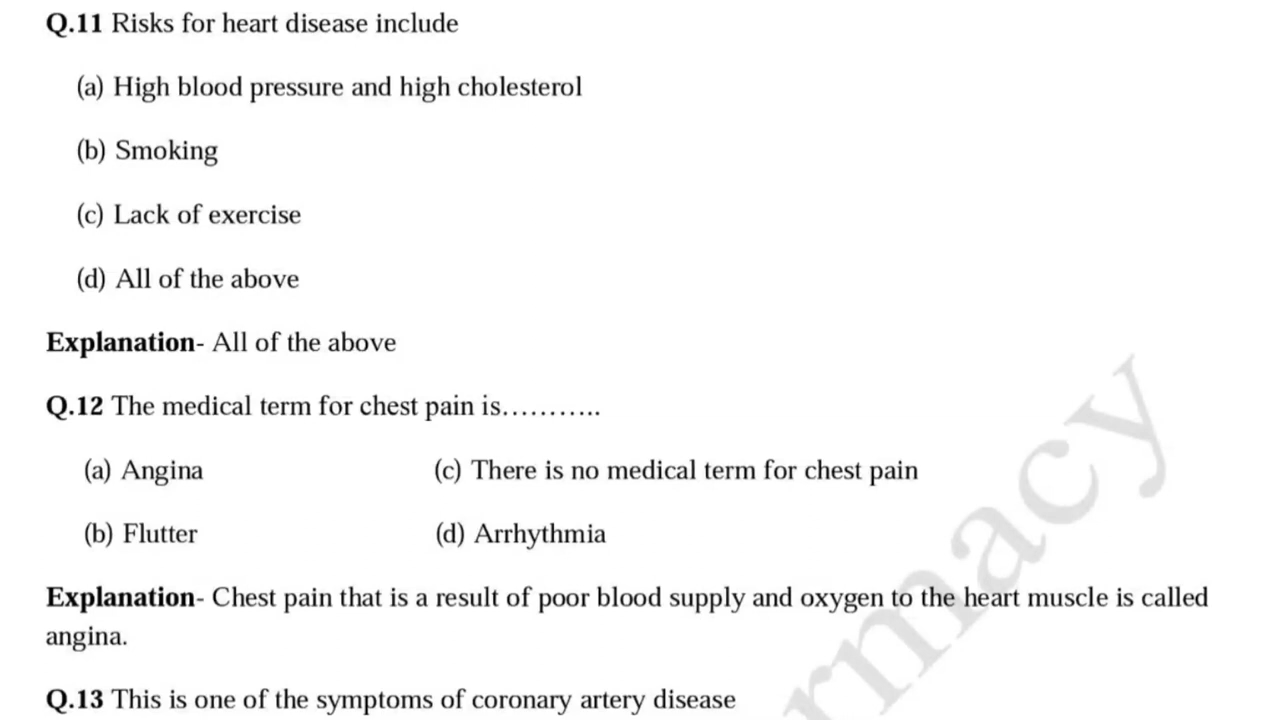 Q.11 Risks for heart disease include
(a) High blood pressure and high cholesterol
(b) Smoking
(c) Lack of exercise
(d) All of the above
Explanation- All of the above
Q.12 The medical term for chest pain is...........
(a) Angina (c) There is no medical term for chest pain
(b) Flutter (d) Arrhythmia
Explanation- Chest pain that is a result of poor blood supply and oxygen to the heart muscle is called
angina.
Q.13 This is one of the symptoms of coronary artery disease
rmacy